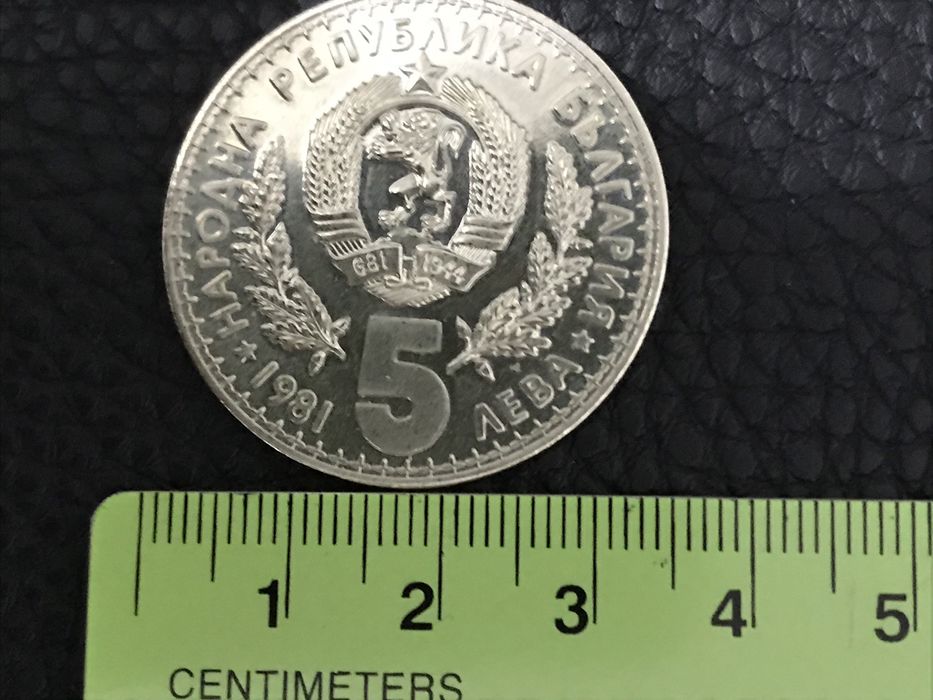 НАРОДНА РЕПУБЛИКА БЪЛГАРИЯ
681 1944
5
1981 ЛЕВА
1 2 3 4 5
CENTIMETERS